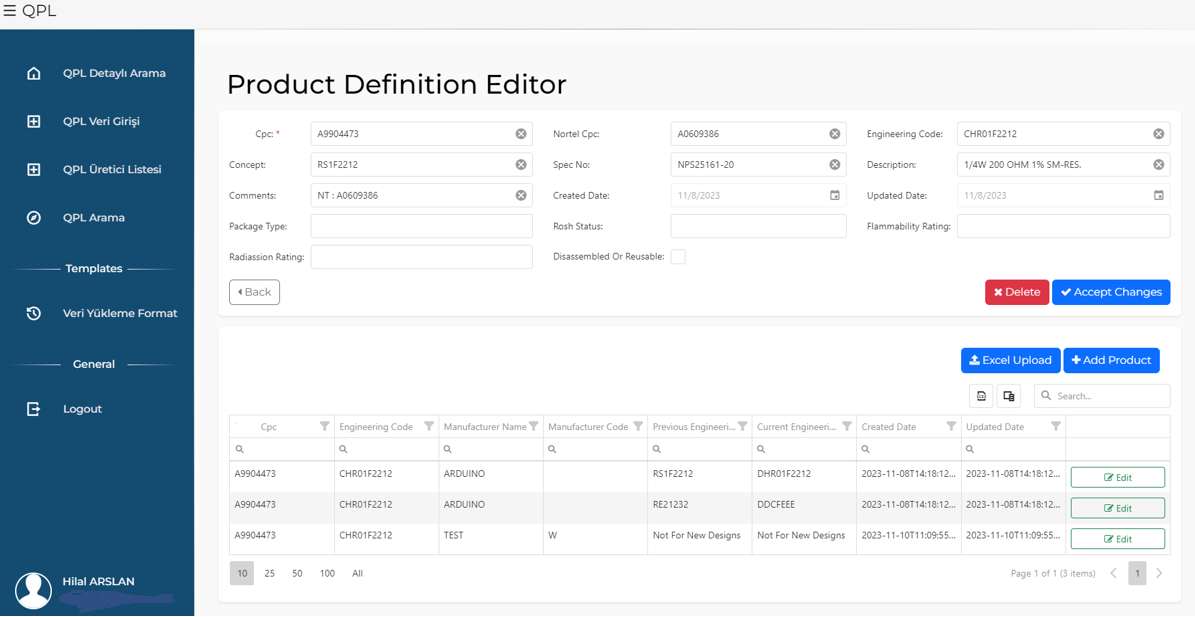 QPL
QPL Detaylı Arama
QPL Veri Girişi
QPL Üretici Listesi
QPL Arama
Templates
Veri Yükleme Format
General
Logout
Hilal ARSLAN
Product Definition Editor
Cpc: * A9904473 Nortel Cpc: A0609386 Engineering Code: CHR01F2212
Concept: RS1F2212 Spec No: NPS25161-20 Description: 1/4W 200 OHM 1% SM-RES.
Comments: NT : A0609386 Created Date: 11/8/2023 Updated Date: 11/8/2023
Package Type: Rosh Status: Flammability Rating:
Radiassion Rating: Disassembled Or Reusable:
Back Delete Accept Changes
Excel Upload Add Product
Search...
Cpc Engineering Code Manufacturer Name Manufacturer Code Previous Engineeri... Current Engineeri... Created Date Updated Date
A9904473 CHR01F2212 ARDUINO RS1F2212 DHR01F2212 2023-11-08T14:18:12... 2023-11-08T14:18:12... Edit
A9904473 CHR01F2212 ARDUINO RE21232 DDCFEEE 2023-11-08T14:18:12... 2023-11-08T14:18:12... Edit
A9904473 CHR01F2212 TEST W Not For New Designs Not For New Designs 2023-11-10T11:09:55... 2023-11-10T11:09:55... Edit
10 25 50 100 All Page 1 of 1 (3 items) 1